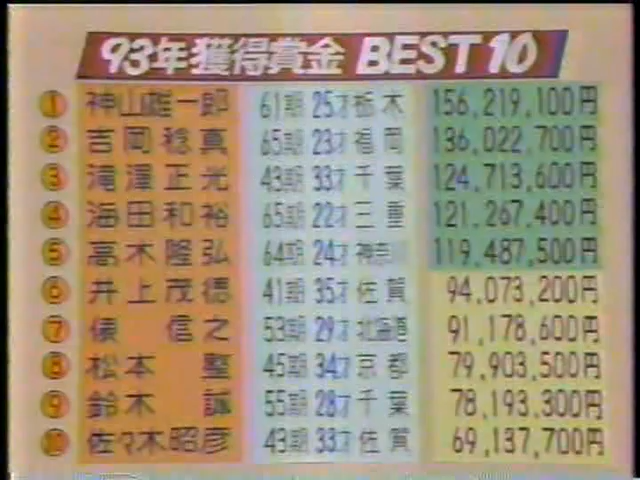 93年獲得賞金 BEST 10
① 神山雄一郎 61期 25才 栃木 156,219,100円
② 吉岡稔真 65期 23才 福岡 136,022,700円
③ 滝澤正光 43期 33才 千葉 124,713,600円
④ 海田和裕 65期 22才 三重 121,267,400円
⑤ 高木隆弘 64期 24才 神奈川 119,487,500円
⑥ 井上茂徳 41期 35才 佐賀 94,073,200円
⑦ 俵信之 53期 29才 北海道 91,178,600円
⑧ 松本整 45期 34才 京都 79,903,500円
⑨ 鈴木誠 55期 28才 千葉 78,193,300円
⑩ 佐々木昭彦 43期 33才 佐賀 69,137,700円